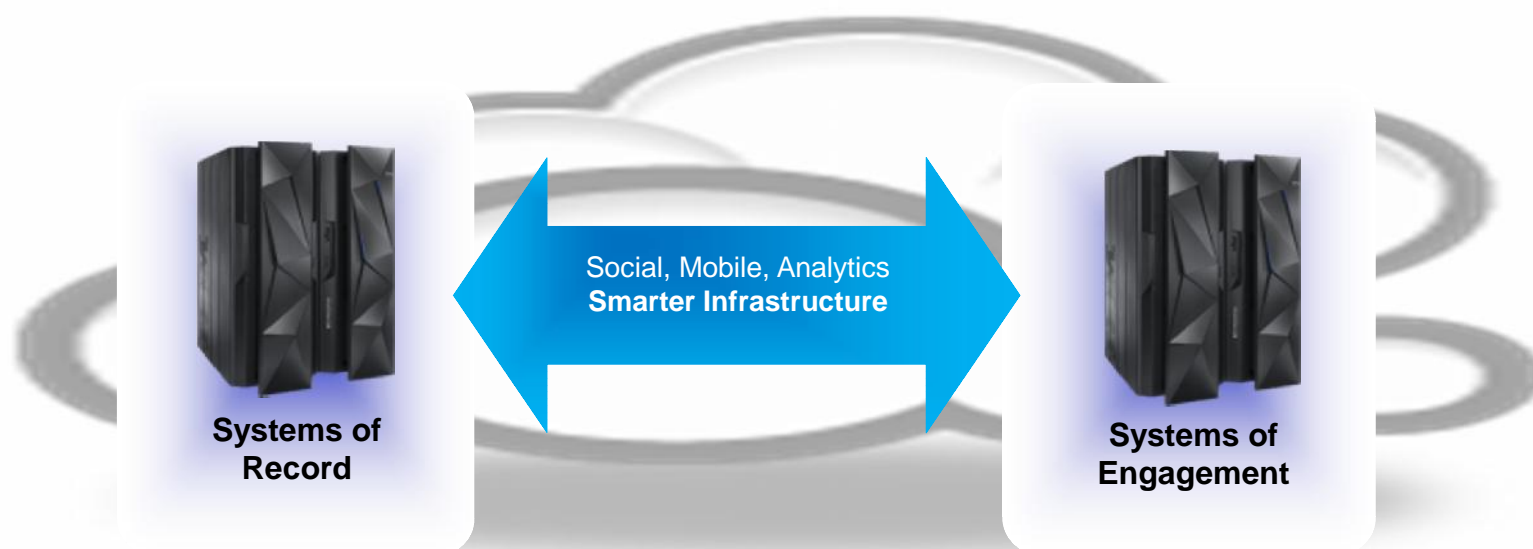 Social, Mobile, Analytics
Smarter Infrastructure
Systems of
Record
Systems of
Engagement